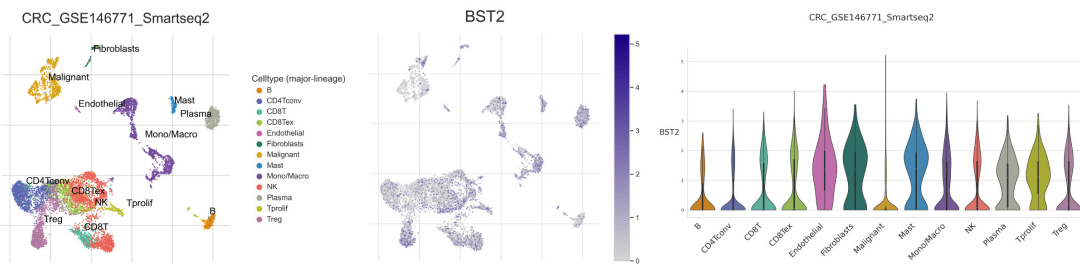 CRC_GSE146771_Smartseq2
Fibroblasts
Malignant
Endothelial
Mast
Plasma
Mono/Macro
CD4Tconv
CD8Tex
NK
Tprolif
Treg
B
CD8T
Celltype (major-lineage)
B
CD4Tconv
CD8T
CD8Tex
Endothelial
Fibroblasts
Malignant
Mast
Mono/Macro
NK
Plasma
Tprolif
Treg
BST2
5
4
3
2
1
0
CRC_GSE146771_Smartseq2
BST2
5
4
3
2
1
0
B
CD4Tconv
CD8T
CD8Tex
Endothelial
Fibroblasts
Malignant
Mast
Mono/Macro
NK
Plasma
Tprolif
Treg